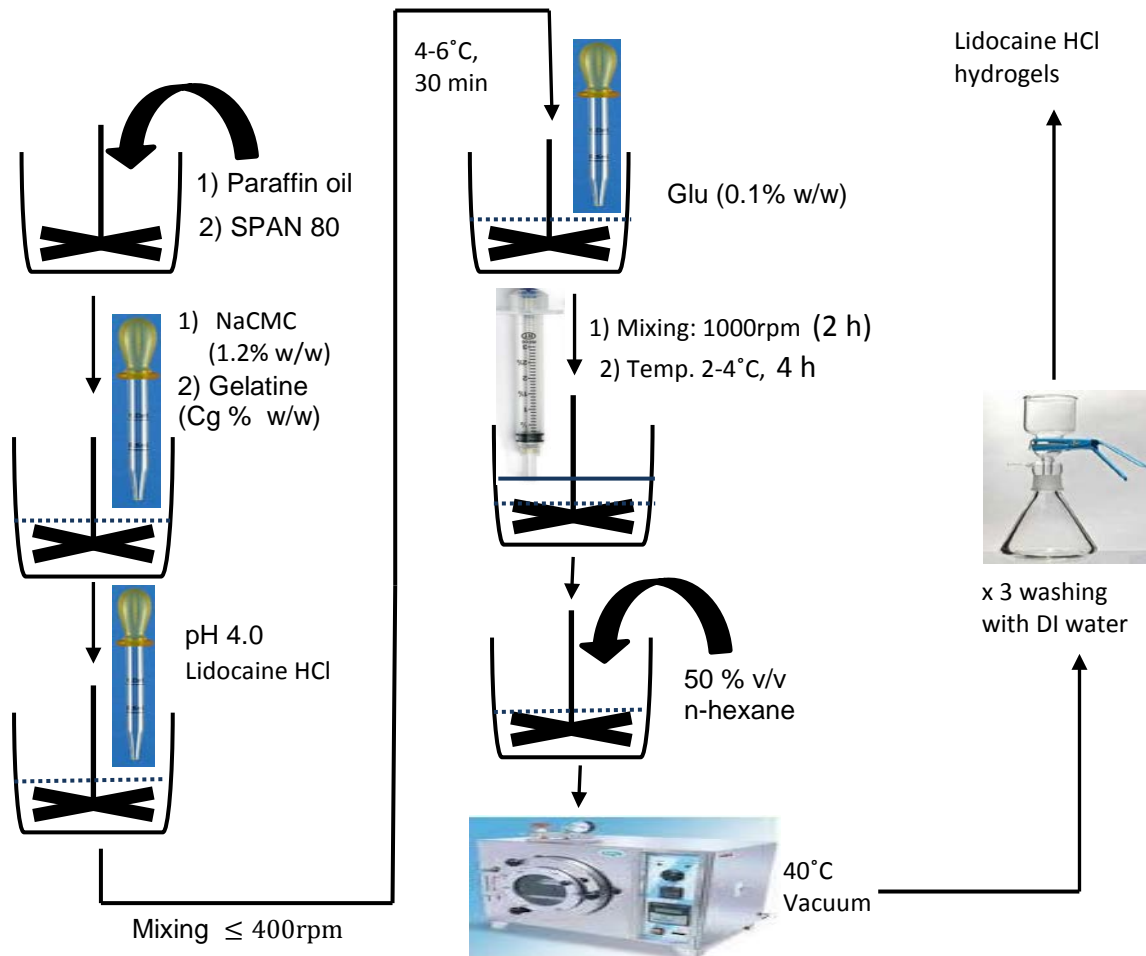 1) Paraffin oil
2) SPAN 80
1) NaCMC
(1.2% w/w)
2) Gelatine
(Cg % w/w)
pH 4.0
Lidocaine HCl
Mixing ≤ 400rpm
4-6˚C,
30 min
Glu (0.1% w/w)
1) Mixing: 1000rpm (2 h)
2) Temp. 2-4˚C, 4 h
50 % v/v
n-hexane
40˚C
Vacuum
x 3 washing
with DI water
Lidocaine HCl
hydrogels